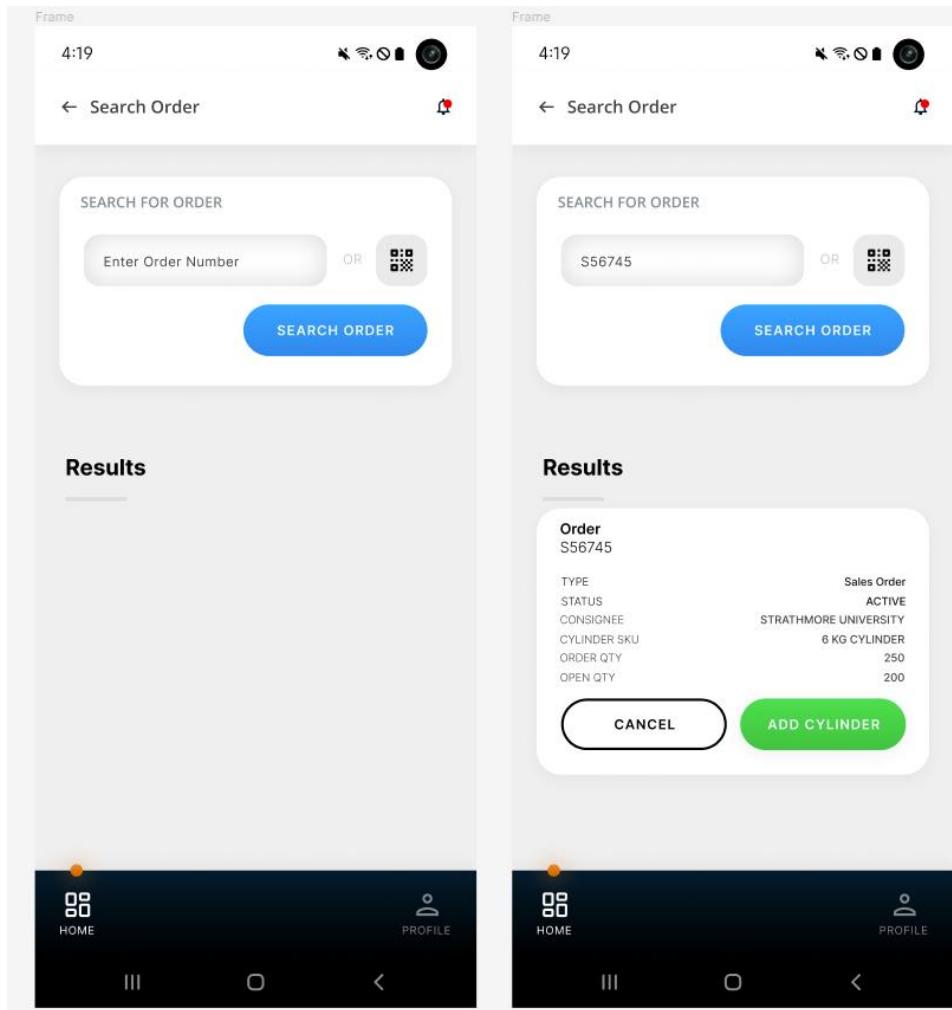 Frame
4:19
Search Order
SEARCH FOR ORDER
Enter Order Number
OR
SEARCH ORDER
Results
HOME
PROFILE
Frame
4:19
Search Order
SEARCH FOR ORDER
S56745
OR
SEARCH ORDER
Results
Order
S56745
TYPE Sales Order
STATUS ACTIVE
CONSIGNEE STRATHMORE UNIVERSITY
CYLINDER SKU 6 KG CYLINDER
ORDER QTY 250
OPEN QTY 200
CANCEL ADD CYLINDER
HOME
PROFILE